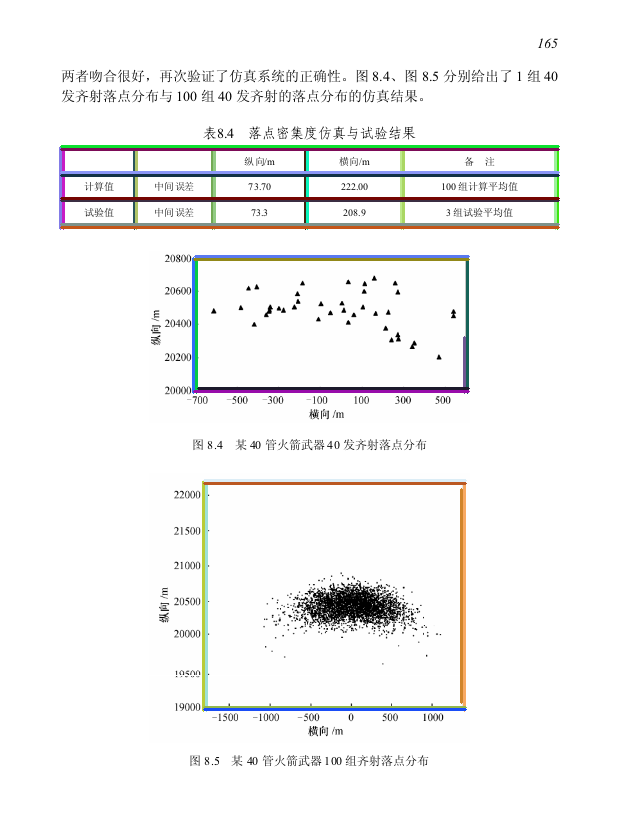 165
两者吻合很好，再次验证了仿真系统的正确性。图 8.4、图 8.5 分别给出了 1 组 40
发齐射落点分布与 100 组 40 发齐射的落点分布的仿真结果。
表8.4 落点密集度仿真与试验结果
纵向/m 横向/m 备 注
计算值 中间误差 73.70 222.00 100 组计算平均值
试验值 中间误差 73.3 208.9 3 组试验平均值
20800
20600
20400
20200
20000
纵向 /m
-700 -500 -300 -100 100 300 500
横向 /m
图 8.4 某 40 管火箭武器 40 发齐射落点分布
22000
21500
21000
20500
20000
19500
19000
纵向 /m
-1500 -1000 -500 0 500 1000
横向 /m
图 8.5 某 40 管火箭武器 100 组齐射落点分布